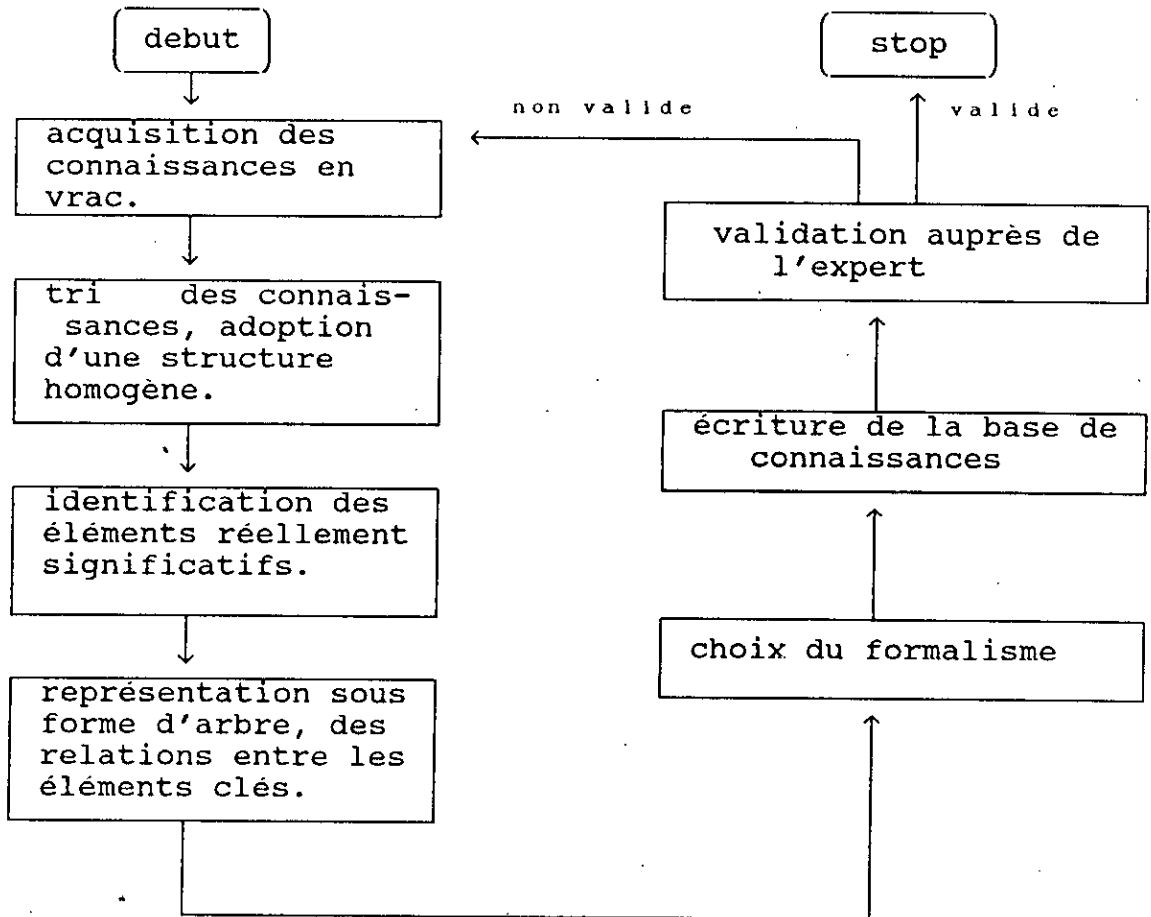 debut
acquisition des
connaissances en
vrac.
tri des connais-
sances, adoption
d'une structure
homogène.
identification des
éléments réellement
significatifs.
représentation sous
forme d'arbre, des
relations entre les
éléments clés.
choix du formalisme
écriture de la base de
connaissances
validation auprès de
l'expert
non valide
valide
stop